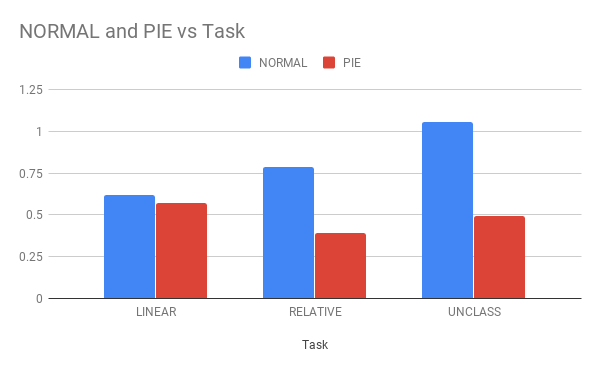 NORMAL and PIE vs Task
NORMAL PIE
1.25
1
0.75
0.5
0.25
0
LINEAR RELATIVE UNCLASS
Task